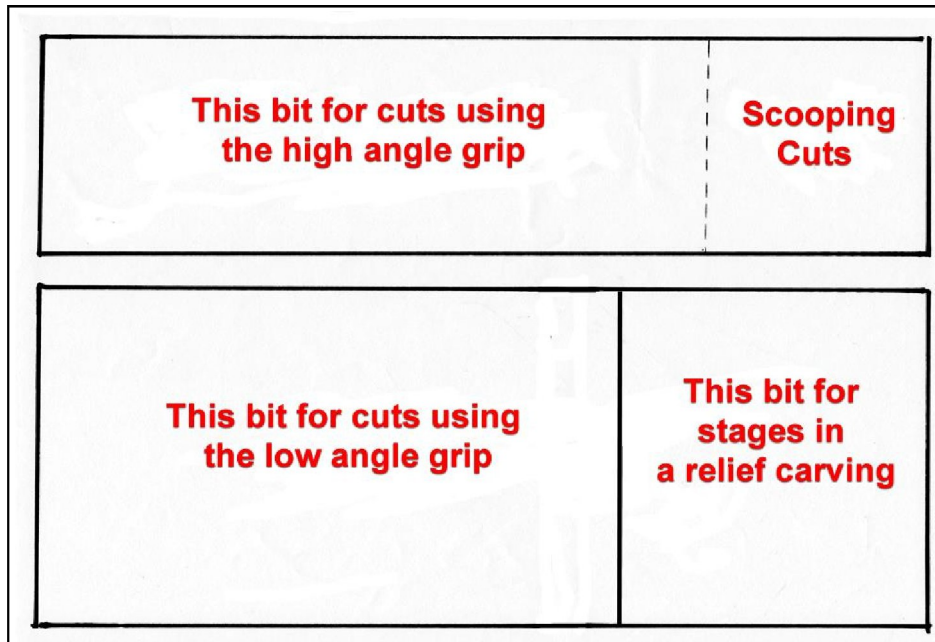 This bit for cuts using
the high angle grip
Scooping
Cuts
This bit for cuts using
the low angle grip
This bit for
stages in
a relief carving